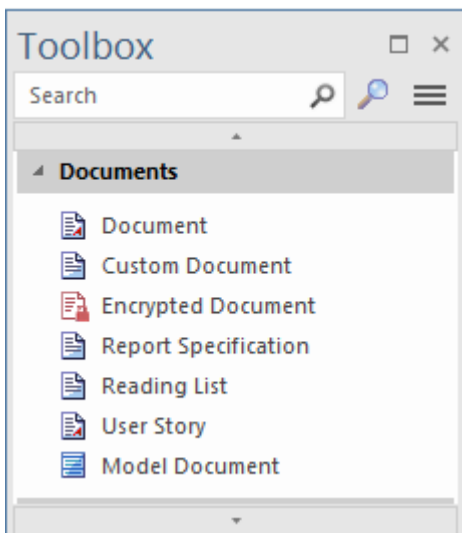 Toolbox
Search
Documents
Document
Custom Document
Encrypted Document
Report Specification
Reading List
User Story
Model Document